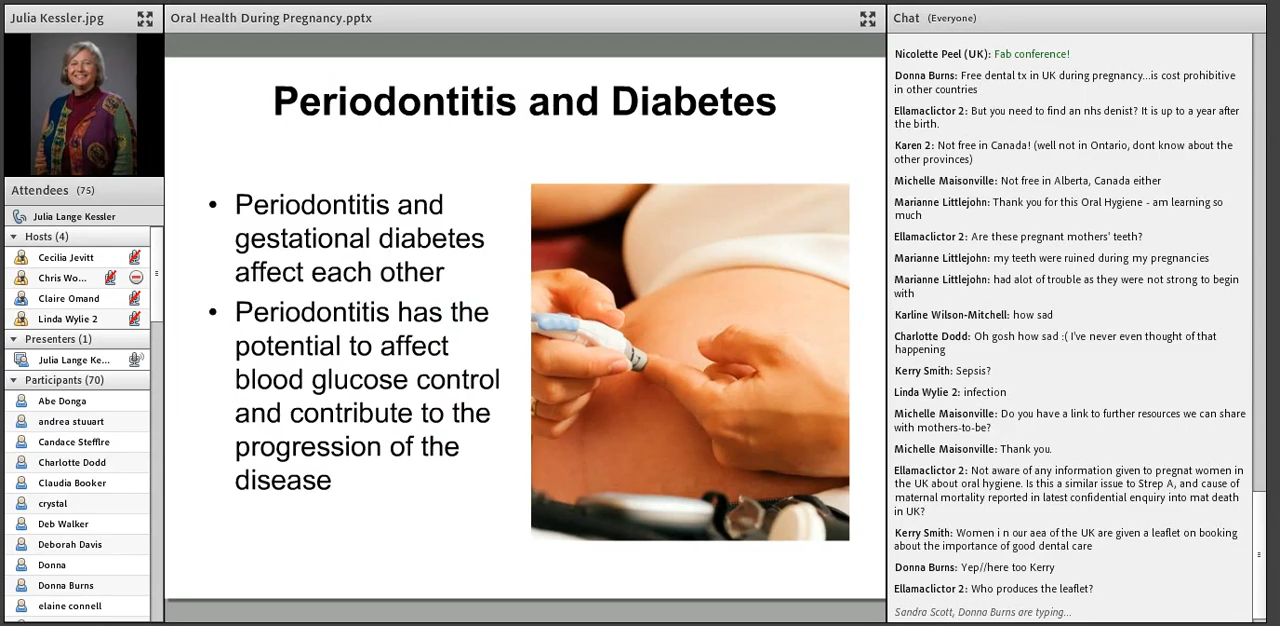 Julia Kessler.jpg
Attendees (75)
Julia Lange Kessler
Hosts (4)
Cecilia Jevitt
Chris Wo...
Claire Omand
Linda Wylie 2
Presenters (1)
Julia Lange Ke...
Participants (70)
Abe Donga
andrea stuuart
Candace Stefflre
Charlotte Dodd
Claudia Booker
crystal
Deb Walker
Deborah Davis
Donna
Donna Burns
elaine connell
Oral Health During Pregnancy.pptx
Periodontitis and Diabetes
• Periodontitis and
gestational diabetes
affect each other
• Periodontitis has the
potential to affect
blood glucose control
and contribute to the
progression of the
disease
Chat (Everyone)
Nicolette Peel (UK): Fab conference!
Donna Burns: Free dental tx in UK during pregnancy...is cost prohibitive
in other countries
Ellamaclictor 2: But you need to find an nhs denist? It is up to a year after
the birth.
Karen 2: Not free in Canada! (well not in Ontario, dont know about the
other provinces)
Michelle Maisonville: Not free in Alberta, Canada either
Marianne Littlejohn: Thank you for this Oral Hygiene - am learning so
much
Ellamaclictor 2: Are these pregnant mothers' teeth?
Marianne Littlejohn: my teeth were ruined during my pregnancies
Marianne Littlejohn: had alot of trouble as they were not strong to begin
with
Karline Wilson-Mitchell: how sad
Charlotte Dodd: Oh gosh how sad :( I've never even thought of that
happening
Kerry Smith: Sepsis?
Linda Wylie 2: infection
Michelle Maisonville: Do you have a link to further resources we can share
with mothers-to-be?
Michelle Maisonville: Thank you.
Ellamaclictor 2: Not aware of any information given to pregnat women in
the UK about oral hygiene. Is this a similar issue to Strep A, and cause of
maternal mortality reported in latest confidential enquiry into mat death
in UK?
Kerry Smith: Women i n our aea of the UK are given a leaflet on booking
about the importance of good dental care
Donna Burns: Yep//here too Kerry
Ellamaclictor 2: Who produces the leaflet?
Sandra Scott, Donna Burns are typing...